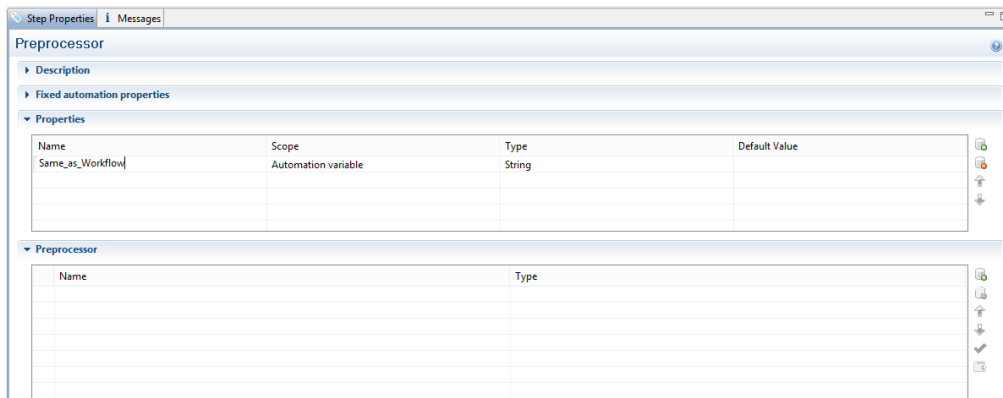 Step Properties i Messages
Preprocessor
Description
Fixed automation properties
Properties
Name Scope Type Default Value
Same_as_Workflow Automation variable String
Preprocessor
Name Type